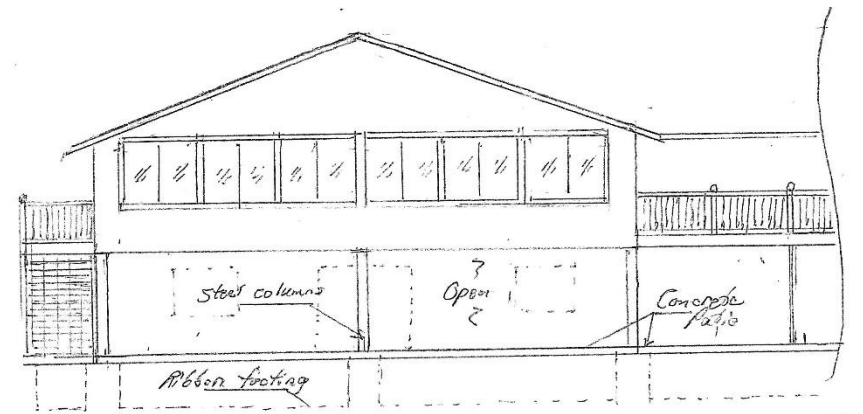 Steel columns
Open
Concrete
Patio
Ribbon footing